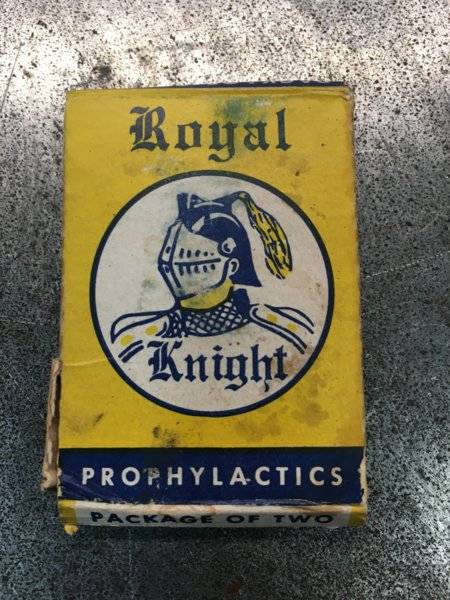 Royal
Knight
PROPHYLACTICS
PACKAGE OF TWO